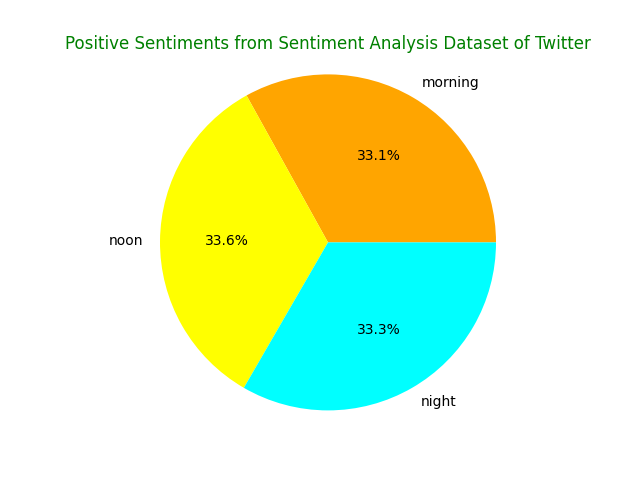 Positive Sentiments from Sentiment Analysis Dataset of Twitter
morning
33.1%
noon
33.6%
33.3%
night